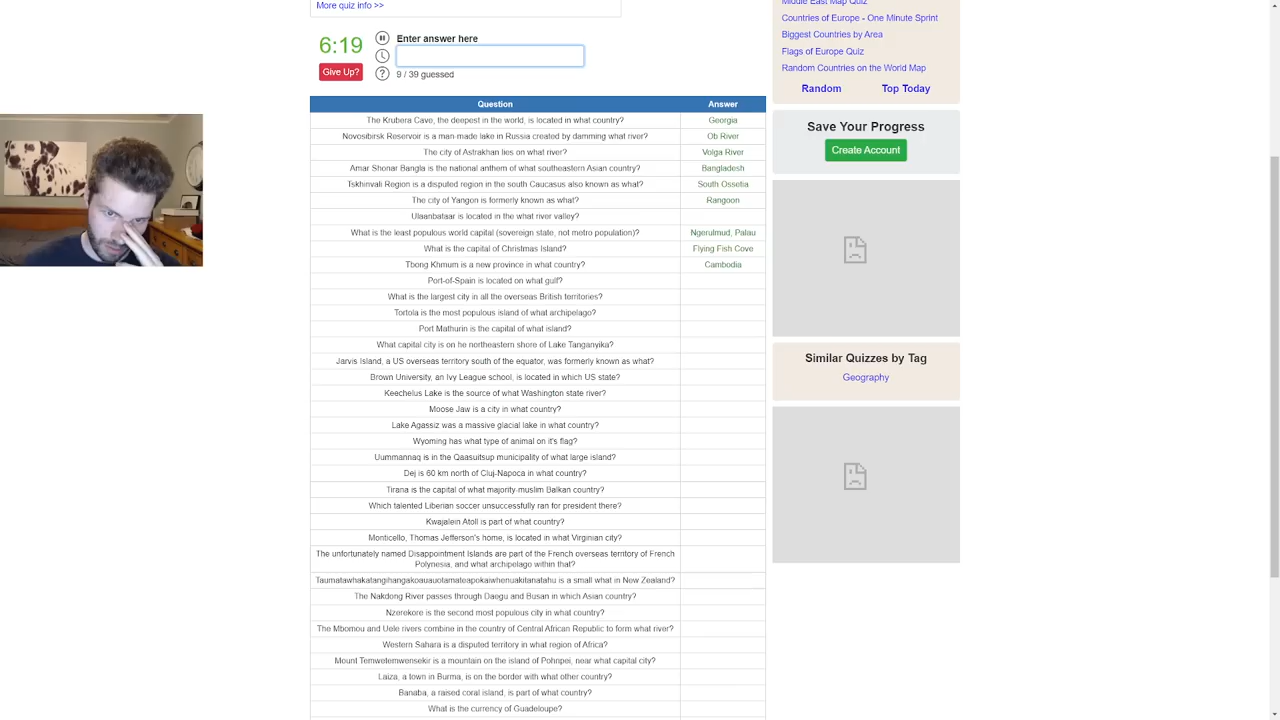 More quiz info >>
Middle East Map Quiz
Countries of Europe - One Minute Sprint
Biggest Countries by Area
Flags of Europe Quiz
Random Countries on the World Map
Random
Top Today
6:19
Give Up?
Enter answer here
9 / 39 guessed
Question
Answer
The Krubera Cave, the deepest in the world, is located in what country?
Georgia
Novosibirsk Reservoir is a man-made lake in Russia created by damming what river?
Ob River
The city of Astrakhan lies on what river?
Volga River
Amar Shonar Bangla is the national anthem of what southeastern Asian country?
Bangladesh
Tskhinvali Region is a disputed region in the south Caucasus also known as what?
South Ossetia
The city of Yangon is formerly known as what?
Rangoon
Ulaanbataar is located in the what river valley?
What is the least populous world capital (sovereign state, not metro population)?
Ngerulmud, Palau
What is the capital of Christmas Island?
Flying Fish Cove
Tbong Khmum is a new province in what country?
Cambodia
Port-of-Spain is located on what gulf?
What is the largest city in all the overseas British territories?
Tortola is the most populous island of what archipelago?
Port Mathurin is the capital of what island?
What capital city is on he northeastern shore of Lake Tanganyika?
Jarvis Island, a US overseas territory south of the equator, was formerly known as what?
Brown University, an Ivy League school, is located in which US state?
Keechelus Lake is the source of what Washington state river?
Moose Jaw is a city in what country?
Lake Agassiz was a massive glacial lake in what country?
Wyoming has what type of animal on it's flag?
Uummannaq is in the Qaasuitsup municipality of what large island?
Dej is 60 km north of Cluj-Napoca in what country?
Tirana is the capital of what majority-muslim Balkan country?
Which talented Liberian soccer unsuccessfully ran for president there?
Kwajalein Atoll is part of what country?
Monticello, Thomas Jefferson's home, is located in what Virginian city?
The unfortunately named Disappointment Islands are part of the French overseas territory of French
Polynesia, and what archipelago within that?
Taumatawhakatangihangakoauauotamateapokaiwhenuakitanatahu is a small what in New Zealand?
The Nakdong River passes through Daegu and Busan in which Asian country?
Nzerekore is the second most populous city in what country?
The Mbomou and Uele rivers combine in the country of Central African Republic to form what river?
Western Sahara is a disputed territory in what region of Africa?
Mount Temwetemwensekir is a mountain on the island of Pohnpei, near what capital city?
Laiza, a town in Burma, is on the border with what other country?
Banaba, a raised coral island, is part of what country?
What is the currency of Guadeloupe?
Save Your Progress
Create Account
Similar Quizzes by Tag
Geography